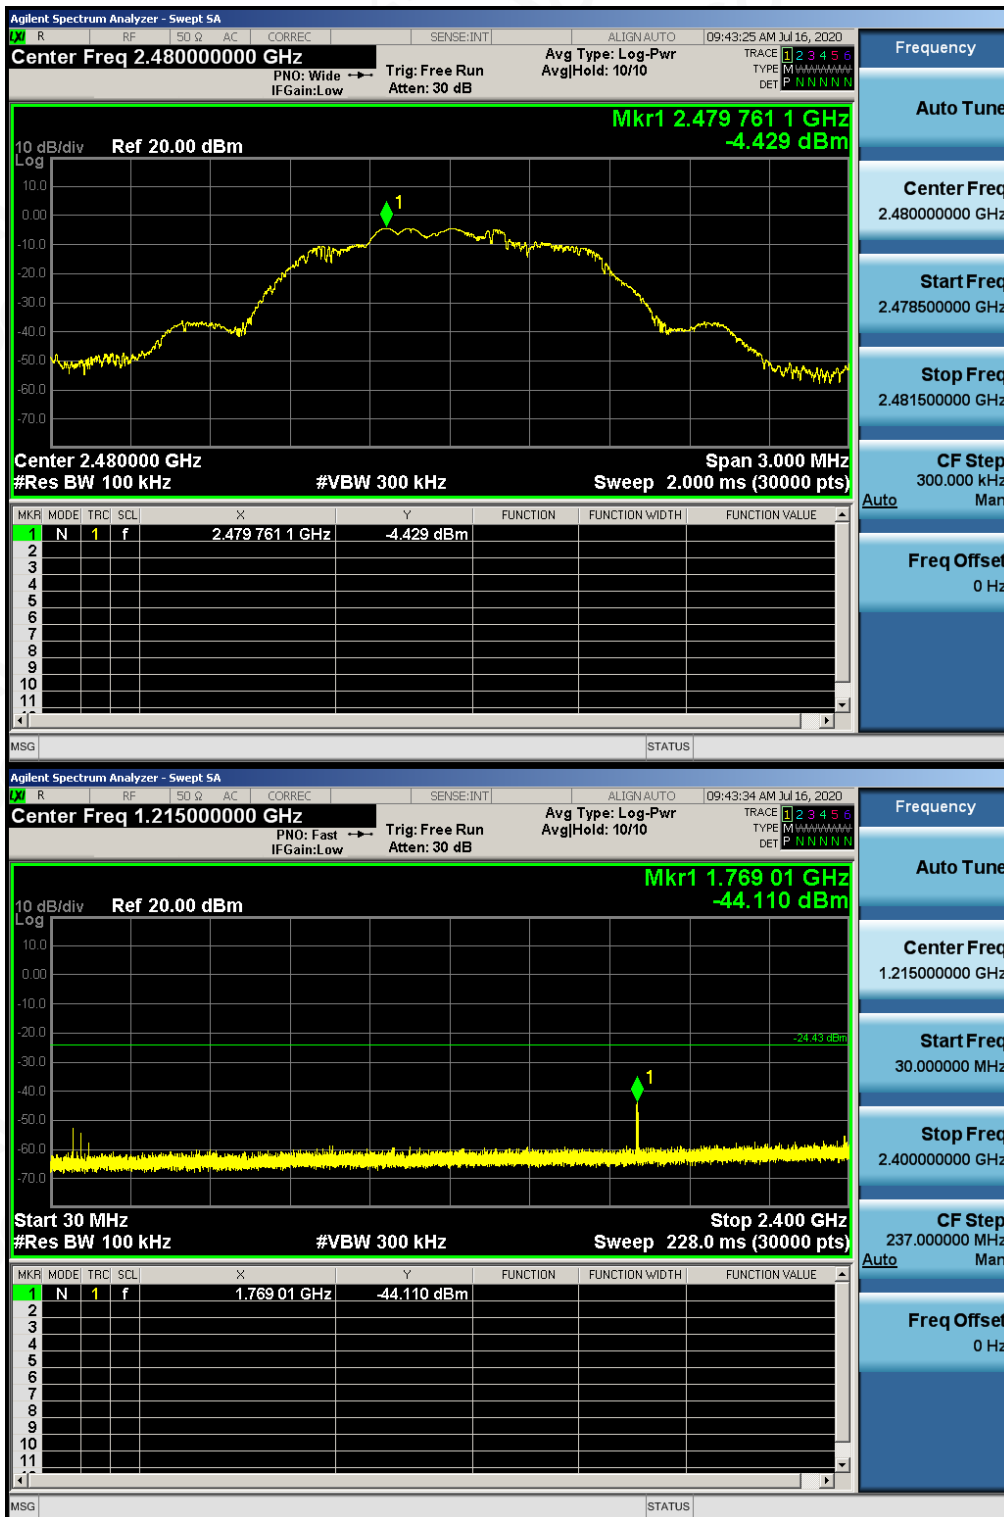 Agilent Spectrum Analyzer - Swept SA
LXI R RF 50 Ω AC CORREC SENSE:INT ALIGN AUTO 09:43:25 AM Jul 16, 2020
Center Freq 2.480000000 GHz
PNO: Wide
IFGain:Low
Trig: Free Run
Atten: 30 dB
Avg Type: Log-Pwr
Avg|Hold: 10/10
TRACE 1 2 3 4 5 6
TYPE M WWWWW
DET P N N N N N
Mkr1 2.479 761 1 GHz
-4.429 dBm
10 dB/div Ref 20.00 dBm
Log
10.0
0.00
-10.0
-20.0
-30.0
-40.0
-50.0
-60.0
-70.0
1
Center 2.480000 GHz Span 3.000 MHz
#Res BW 100 kHz #VBW 300 kHz Sweep 2.000 ms (30000 pts)
MKR MODE TRC SCL X Y FUNCTION FUNCTION WIDTH FUNCTION VALUE
1 N 1 f 2.479 761 1 GHz -4.429 dBm
2
3
4
5
6
7
8
9
10
11
MSG STATUS
Frequency
Auto Tune
Center Freq
2.480000000 GHz
Start Freq
2.478500000 GHz
Stop Freq
2.481500000 GHz
CF Step
300.000 kHz
Auto Man
Freq Offset
0 Hz
Agilent Spectrum Analyzer - Swept SA
LXI R RF 50 Ω AC CORREC SENSE:INT ALIGN AUTO 09:43:34 AM Jul 16, 2020
Center Freq 1.215000000 GHz
PNO: Fast
IFGain:Low
Trig: Free Run
Atten: 30 dB
Avg Type: Log-Pwr
Avg|Hold: 10/10
TRACE 1 2 3 4 5 6
TYPE M WWWWW
DET P N N N N N
Mkr1 1.769 01 GHz
-44.110 dBm
10 dB/div Ref 20.00 dBm
Log
10.0
0.00
-10.0
-20.0
-30.0
-40.0
-50.0
-60.0
-70.0
-24.43 dBm
1
Start 30 MHz Stop 2.400 GHz
#Res BW 100 kHz #VBW 300 kHz Sweep 228.0 ms (30000 pts)
MKR MODE TRC SCL X Y FUNCTION FUNCTION WIDTH FUNCTION VALUE
1 N 1 f 1.769 01 GHz -44.110 dBm
2
3
4
5
6
7
8
9
10
11
MSG STATUS
Frequency
Auto Tune
Center Freq
1.215000000 GHz
Start Freq
30.000000 MHz
Stop Freq
2.400000000 GHz
CF Step
237.000000 MHz
Auto Man
Freq Offset
0 Hz